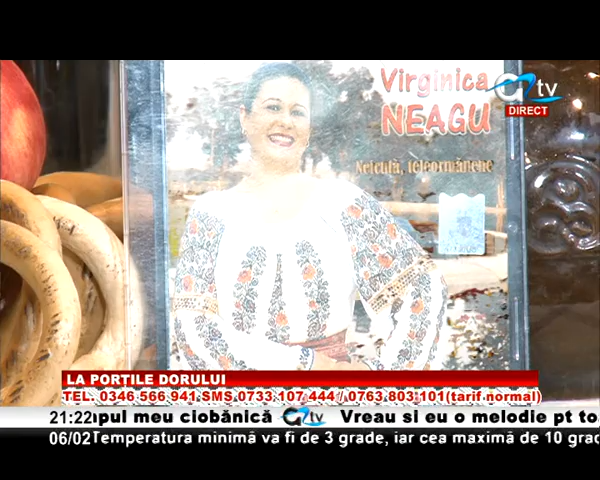 Virginica
NEAGU
Neicuță, teleormănene
G tv
DIRECT
LA PORȚILE DORULUI
TEL. 0346 566 941 SMS 0733 107 444 / 0763 803 101(tarif normal)
21:22 mpul meu ciobănică G tv Vreau si eu o melodie pt to
06/02 Temperatura minimă va fi de 3 grade, iar cea maximă de 10 grad